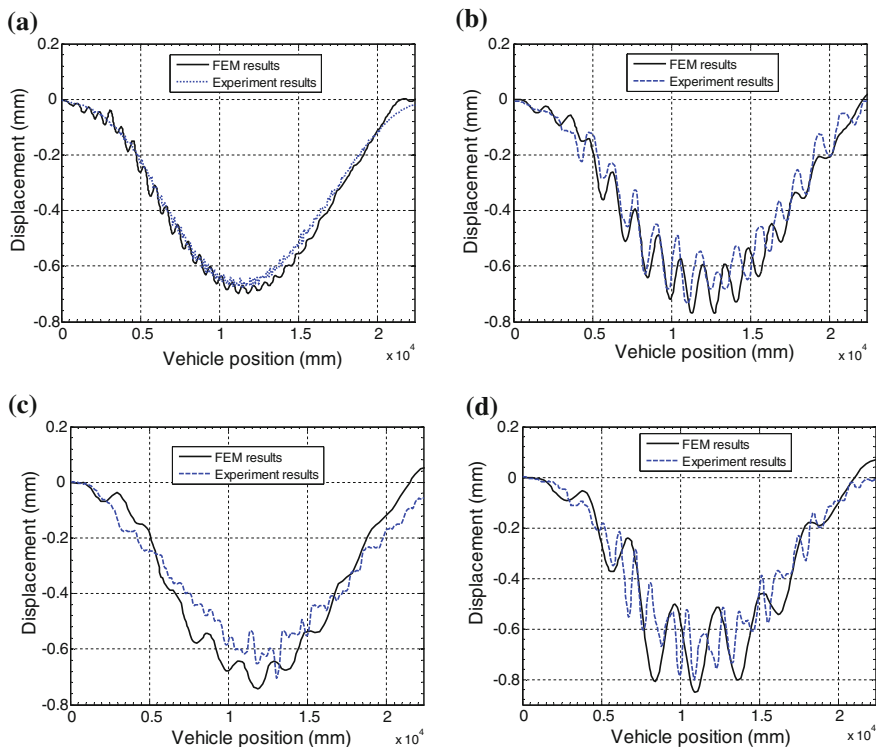 (a)
0.2
0
-0.2
-0.4
-0.6
-0.8
Displacement (mm)
FEM results
Experiment results
0
0.5
1
1.5
2
x 10^4
Vehicle position (mm)
(b)
0.2
0
-0.2
-0.4
-0.6
-0.8
Displacement (mm)
FEM results
Experiment results
0
0.5
1
1.5
2
x 10^4
Vehicle position (mm)
(c)
0.2
0
-0.2
-0.4
-0.6
-0.8
Displacement (mm)
FEM results
Experiment results
0
0.5
1
1.5
2
x 10^4
Vehicle position (mm)
(d)
0.2
0
-0.2
-0.4
-0.6
-0.8
Displacement (mm)
FEM results
Experiment results
0
0.5
1
1.5
2
x 10^4
Vehicle position (mm)